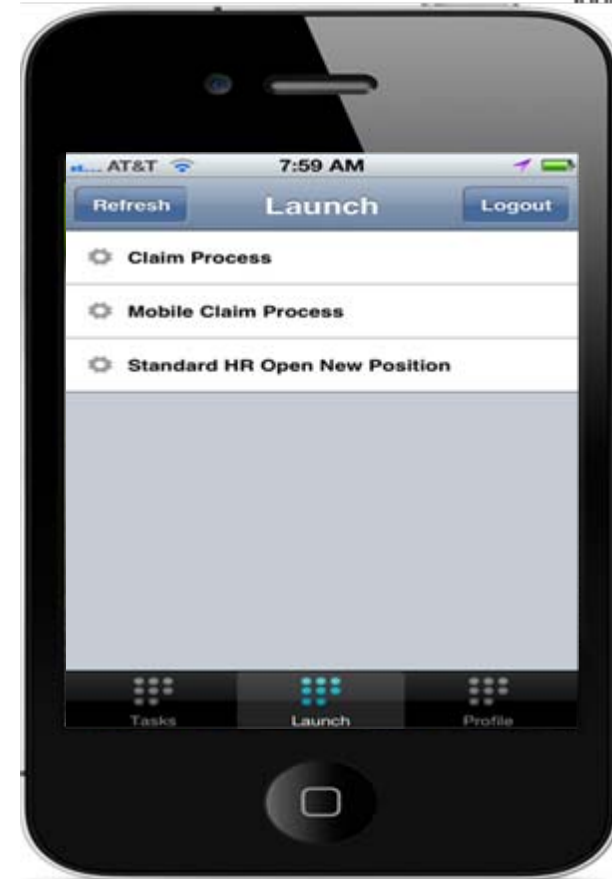 AT&T 7:59 AM
Refresh Launch Logout
Claim Process
Mobile Claim Process
Standard HR Open New Position
Tasks Launch Profile